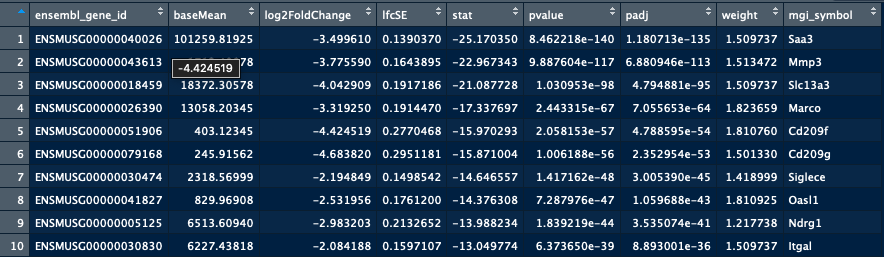 ensembl_gene_id baseMean log2FoldChange lfcSE stat pvalue padj weight mgi_symbol
1 ENSMUSG00000040026 101259.81925 -3.499610 0.1390370 -25.170350 8.462218e-140 1.180713e-135 1.509737 Saa3
2 ENSMUSG00000043613 78 -3.775590 0.1643895 -22.967343 9.887604e-117 6.880946e-113 1.513472 Mmp3
-4.424519
3 ENSMUSG00000018459 18372.30578 -4.042909 0.1917186 -21.087728 1.030953e-98 4.794881e-95 1.509737 Slc13a3
4 ENSMUSG00000026390 13058.20345 -3.319250 0.1914470 -17.337697 2.443315e-67 7.055653e-64 1.823659 Marco
5 ENSMUSG00000051906 403.12345 -4.424519 0.2770468 -15.970293 2.058153e-57 4.788595e-54 1.810760 Cd209f
6 ENSMUSG00000079168 245.91562 -4.683820 0.2951181 -15.871004 1.006188e-56 2.352954e-53 1.501330 Cd209g
7 ENSMUSG00000030474 2318.56999 -2.194849 0.1498542 -14.646557 1.417162e-48 3.005390e-45 1.418999 Siglece
8 ENSMUSG00000041827 829.96908 -2.531956 0.1761200 -14.376308 7.287976e-47 1.059688e-43 1.810925 Oasl1
9 ENSMUSG00000005125 6513.60940 -2.983203 0.2132652 -13.988234 1.839219e-44 3.535074e-41 1.217738 Ndrg1
10 ENSMUSG00000030830 6227.43818 -2.084188 0.1597107 -13.049774 6.373650e-39 8.893001e-36 1.509737 Itgal